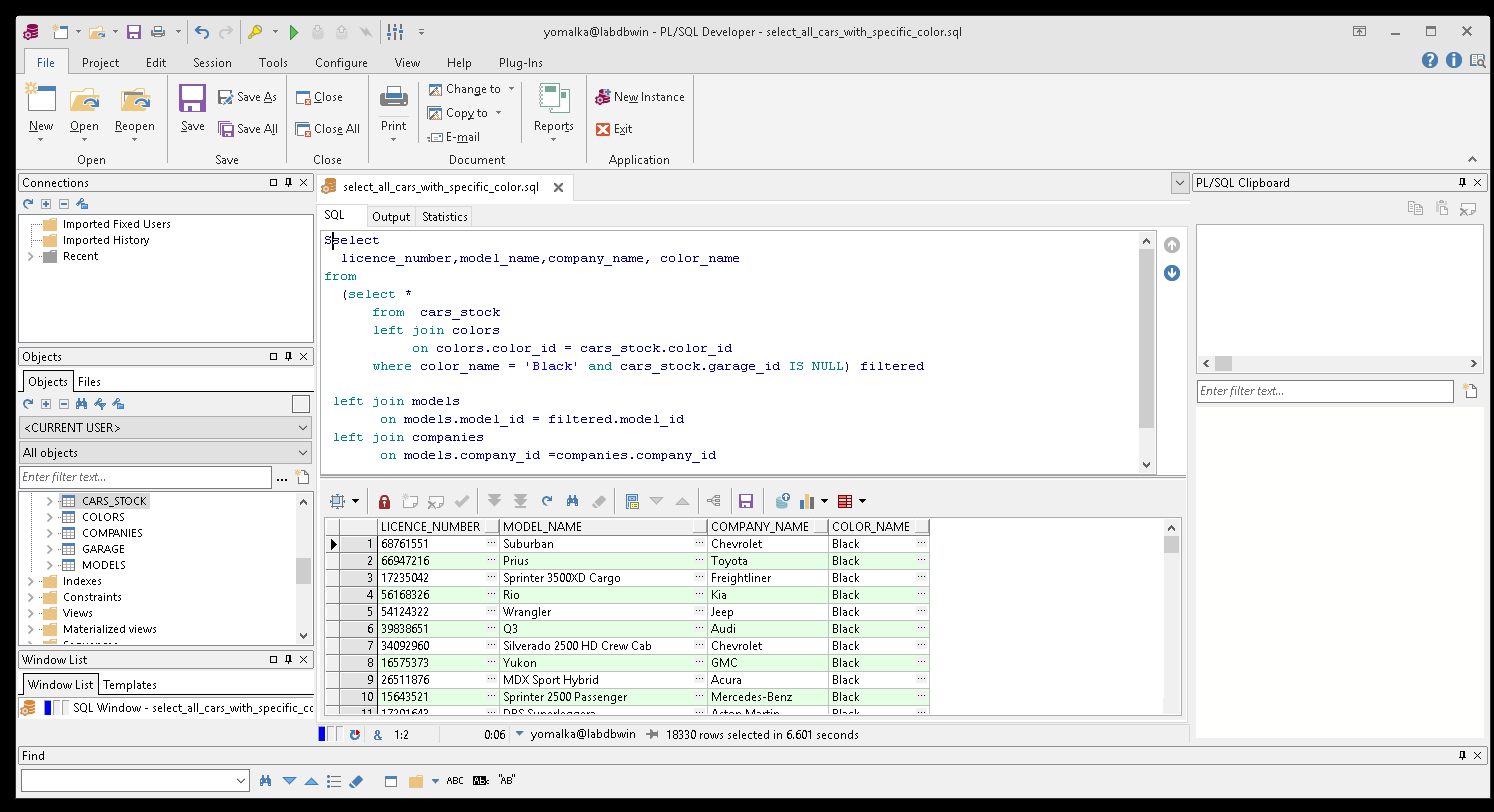 yomalka@labdbwin - PL/SQL Developer - select_all_cars_with_specific_color.sql
File Project Edit Session Tools Configure View Help Plug-Ins
New Open Reopen Save Save As Save All Close Close All Print Change to Copy to E-mail Reports New Instance Exit
Open Save Close Document Application
Connections
Imported Fixed Users
Imported History
Recent
Objects
Objects Files
<CURRENT USER>
All objects
Enter filter text...
CARS_STOCK
COLORS
COMPANIES
GARAGE
MODELS
Indexes
Constraints
Views
Materialized views
Window List
Window List Templates
SQL Window - select_all_cars_with_specific_co
select_all_cars_with_specific_color.sql
SQL Output Statistics
Sselect
licence_number,model_name,company_name, color_name
from
(select *
from cars_stock
left join colors
on colors.color_id = cars_stock.color_id
where color_name = 'Black' and cars_stock.garage_id IS NULL) filtered
left join models
on models.model_id = filtered.model_id
left join companies
on models.company_id =companies.company_id
LICENCE_NUMBER MODEL_NAME COMPANY_NAME COLOR_NAME
1 68761551 Suburban Chevrolet Black
2 66947216 Prius Toyota Black
3 17235042 Sprinter 3500XD Cargo Freightliner Black
4 56168326 Rio Kia Black
5 54124322 Wrangler Jeep Black
6 39838651 Q3 Audi Black
7 34092960 Silverado 2500 HD Crew Cab Chevrolet Black
8 16575373 Yukon GMC Black
9 26511876 MDX Sport Hybrid Acura Black
10 15643521 Sprinter 2500 Passenger Mercedes-Benz Black
11 17201643 DBS Superleggera Aston Martin Black
& 1:2 0:06 yomalka@labdbwin 18330 rows selected in 6.601 seconds
PL/SQL Clipboard
Enter filter text...
Find
ABC AB "AB"